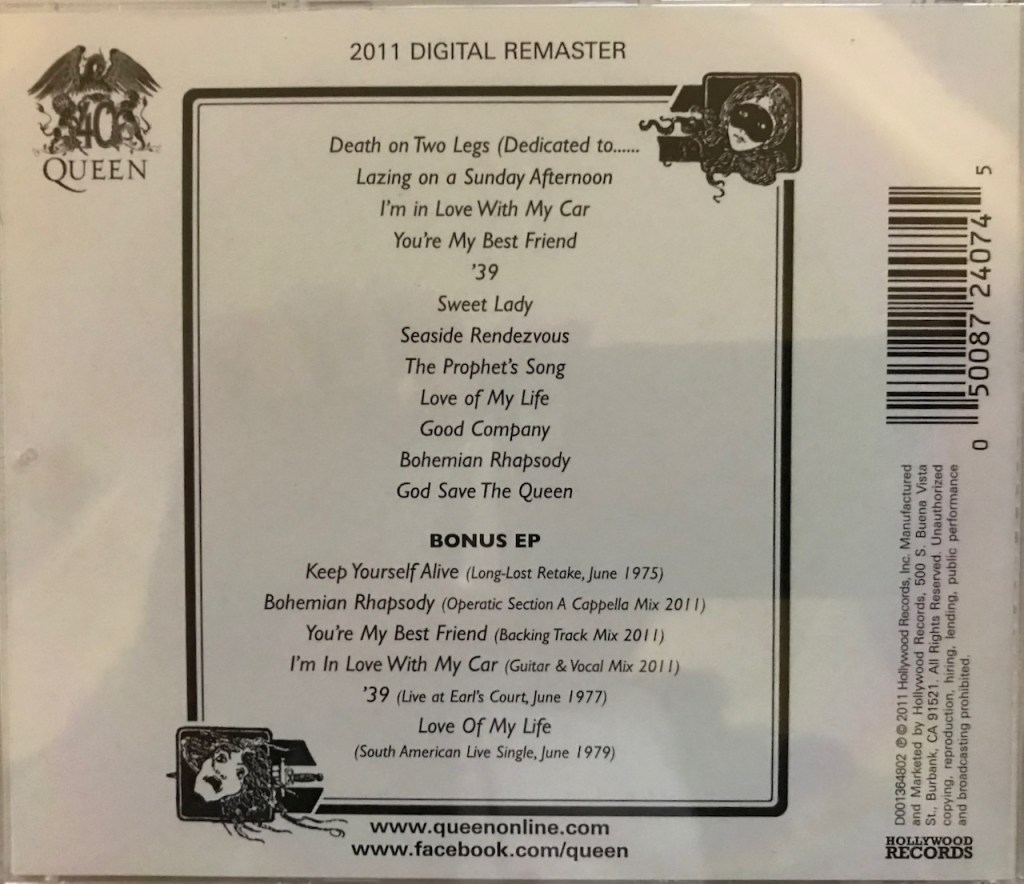 2011 DIGITAL REMASTER
40
QUEEN
Death on Two Legs (Dedicated to......
Lazing on a Sunday Afternoon
I'm in Love With My Car
You're My Best Friend
'39
Sweet Lady
Seaside Rendezvous
The Prophet's Song
Love of My Life
Good Company
Bohemian Rhapsody
God Save The Queen
BONUS EP
Keep Yourself Alive (Long-Lost Retake, June 1975)
Bohemian Rhapsody (Operatic Section A Cappella Mix 2011)
You're My Best Friend (Backing Track Mix 2011)
I'm In Love With My Car (Guitar & Vocal Mix 2011)
'39 (Live at Earl's Court, June 1977)
Love Of My Life
(South American Live Single, June 1979)
www.queenonline.com
www.facebook.com/queen
0 50087 24074 5
D001364802 ℗ © 2011 Hollywood Records, Inc. Manufactured
and Marketed by Hollywood Records, 500 S. Buena Vista
St., Burbank, CA 91521. All Rights Reserved. Unauthorized
copying, reproduction, hiring, lending, public performance
and broadcasting prohibited.
HOLLYWOOD
RECORDS